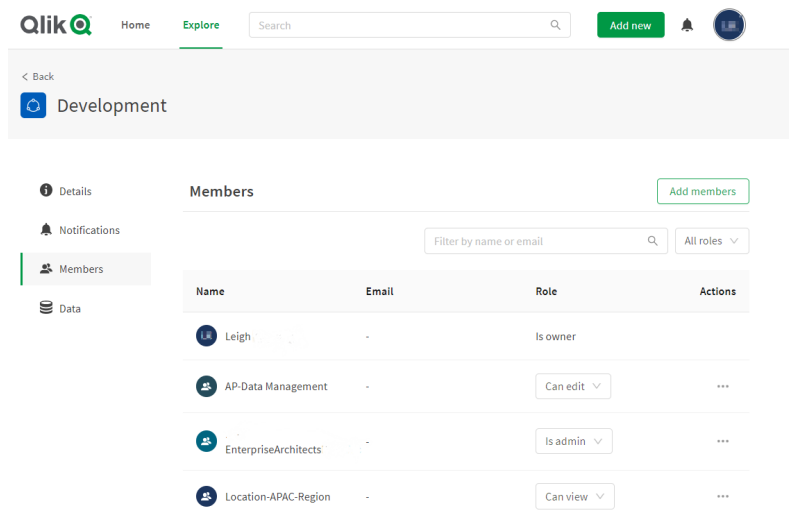 Qlik Home Explore Search Add new
Back
Development
Details
Notifications
Members
Data
Members Add members
Filter by name or email All roles
Name Email Role Actions
Leigh - Is owner
AP-Data Management - Can edit ...
EnterpriseArchitects - Is admin ...
Location-APAC-Region - Can view ...